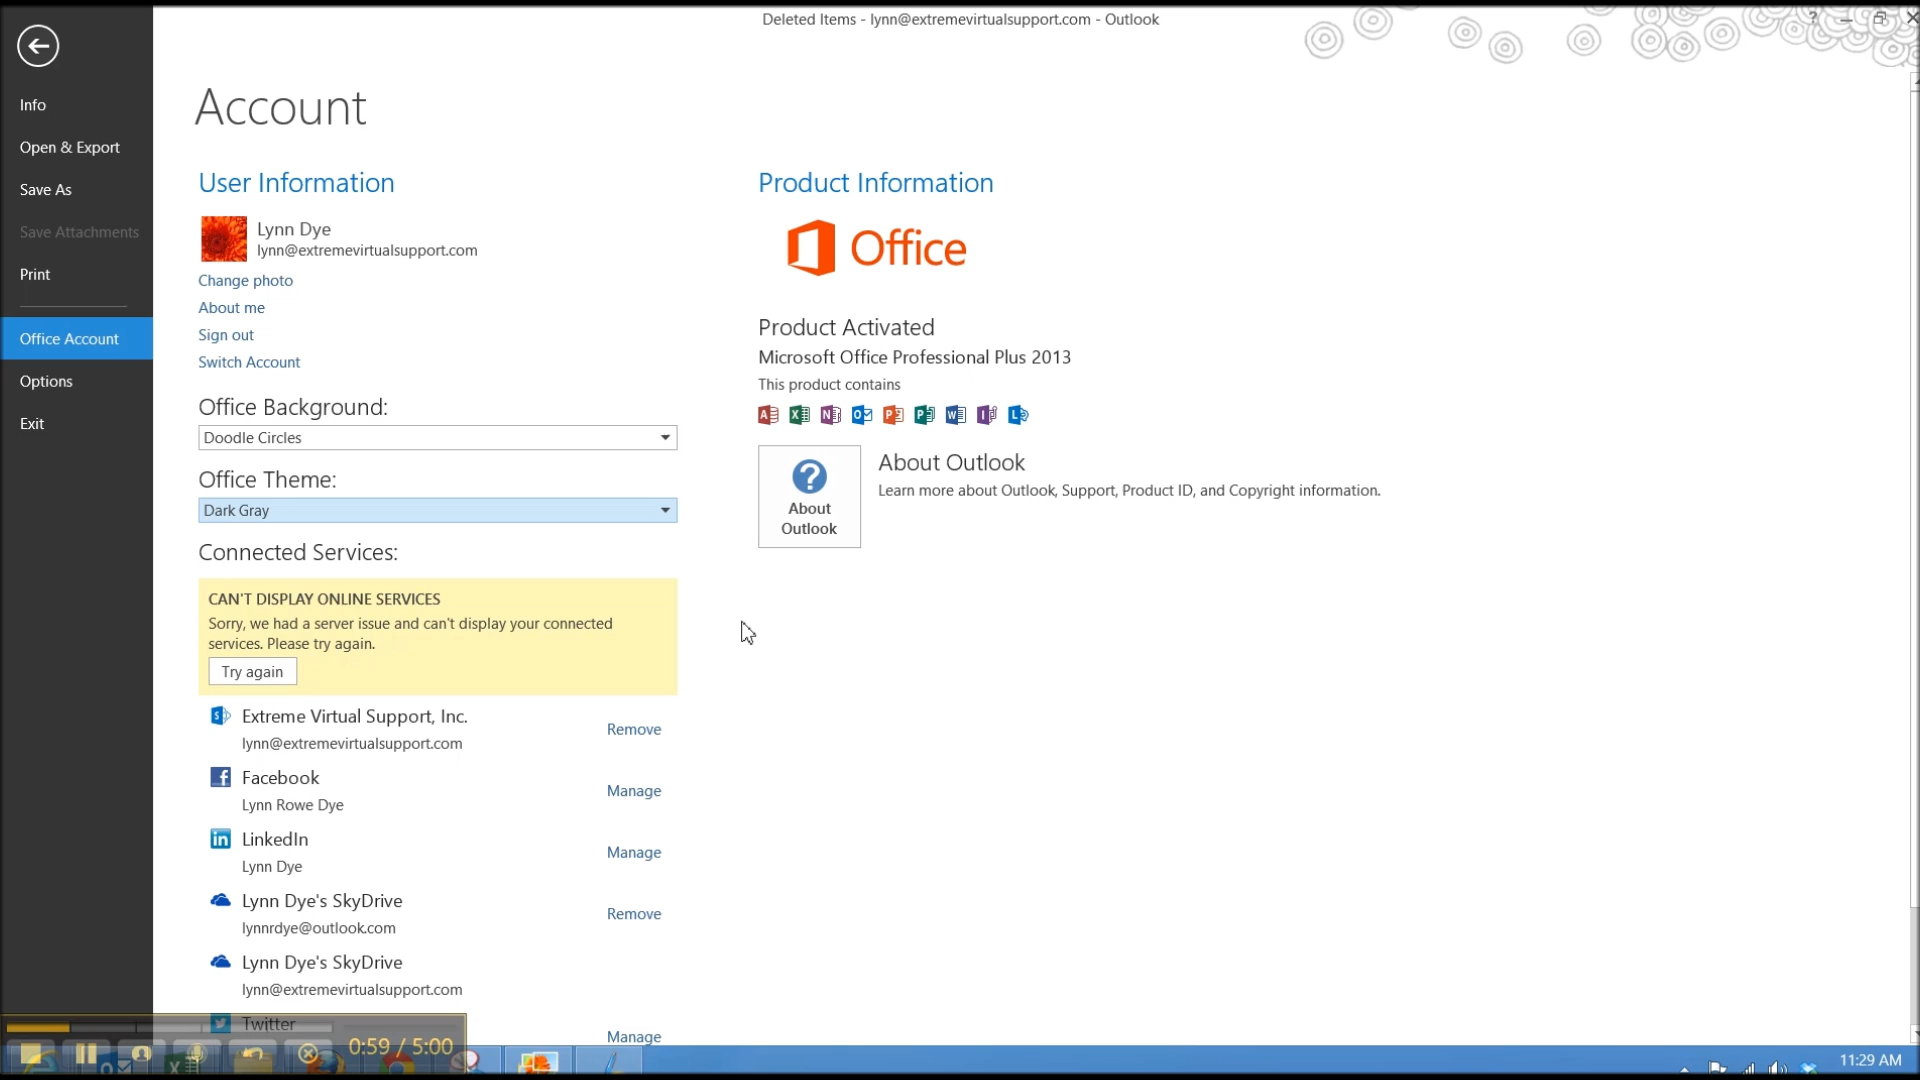 Deleted Items - lynn@extremevirtualsupport.com - Outlook
?
Info
Open & Export
Save As
Save Attachments
Print
Office Account
Options
Exit
Account
User Information
Lynn Dye
lynn@extremevirtualsupport.com
Change photo
About me
Sign out
Switch Account
Office Background:
Doodle Circles
Office Theme:
Dark Gray
Connected Services:
CAN'T DISPLAY ONLINE SERVICES
Sorry, we had a server issue and can't display your connected
services. Please try again.
Try again
Extreme Virtual Support, Inc.
lynn@extremevirtualsupport.com
Remove
Facebook
Lynn Rowe Dye
Manage
LinkedIn
Lynn Dye
Manage
Lynn Dye's SkyDrive
lynnrdye@outlook.com
Remove
Lynn Dye's SkyDrive
lynn@extremevirtualsupport.com
Twitter
Manage
Product Information
Office
Product Activated
Microsoft Office Professional Plus 2013
This product contains
About
Outlook
About Outlook
Learn more about Outlook, Support, Product ID, and Copyright information.
0:59 / 5:00
11:29 AM